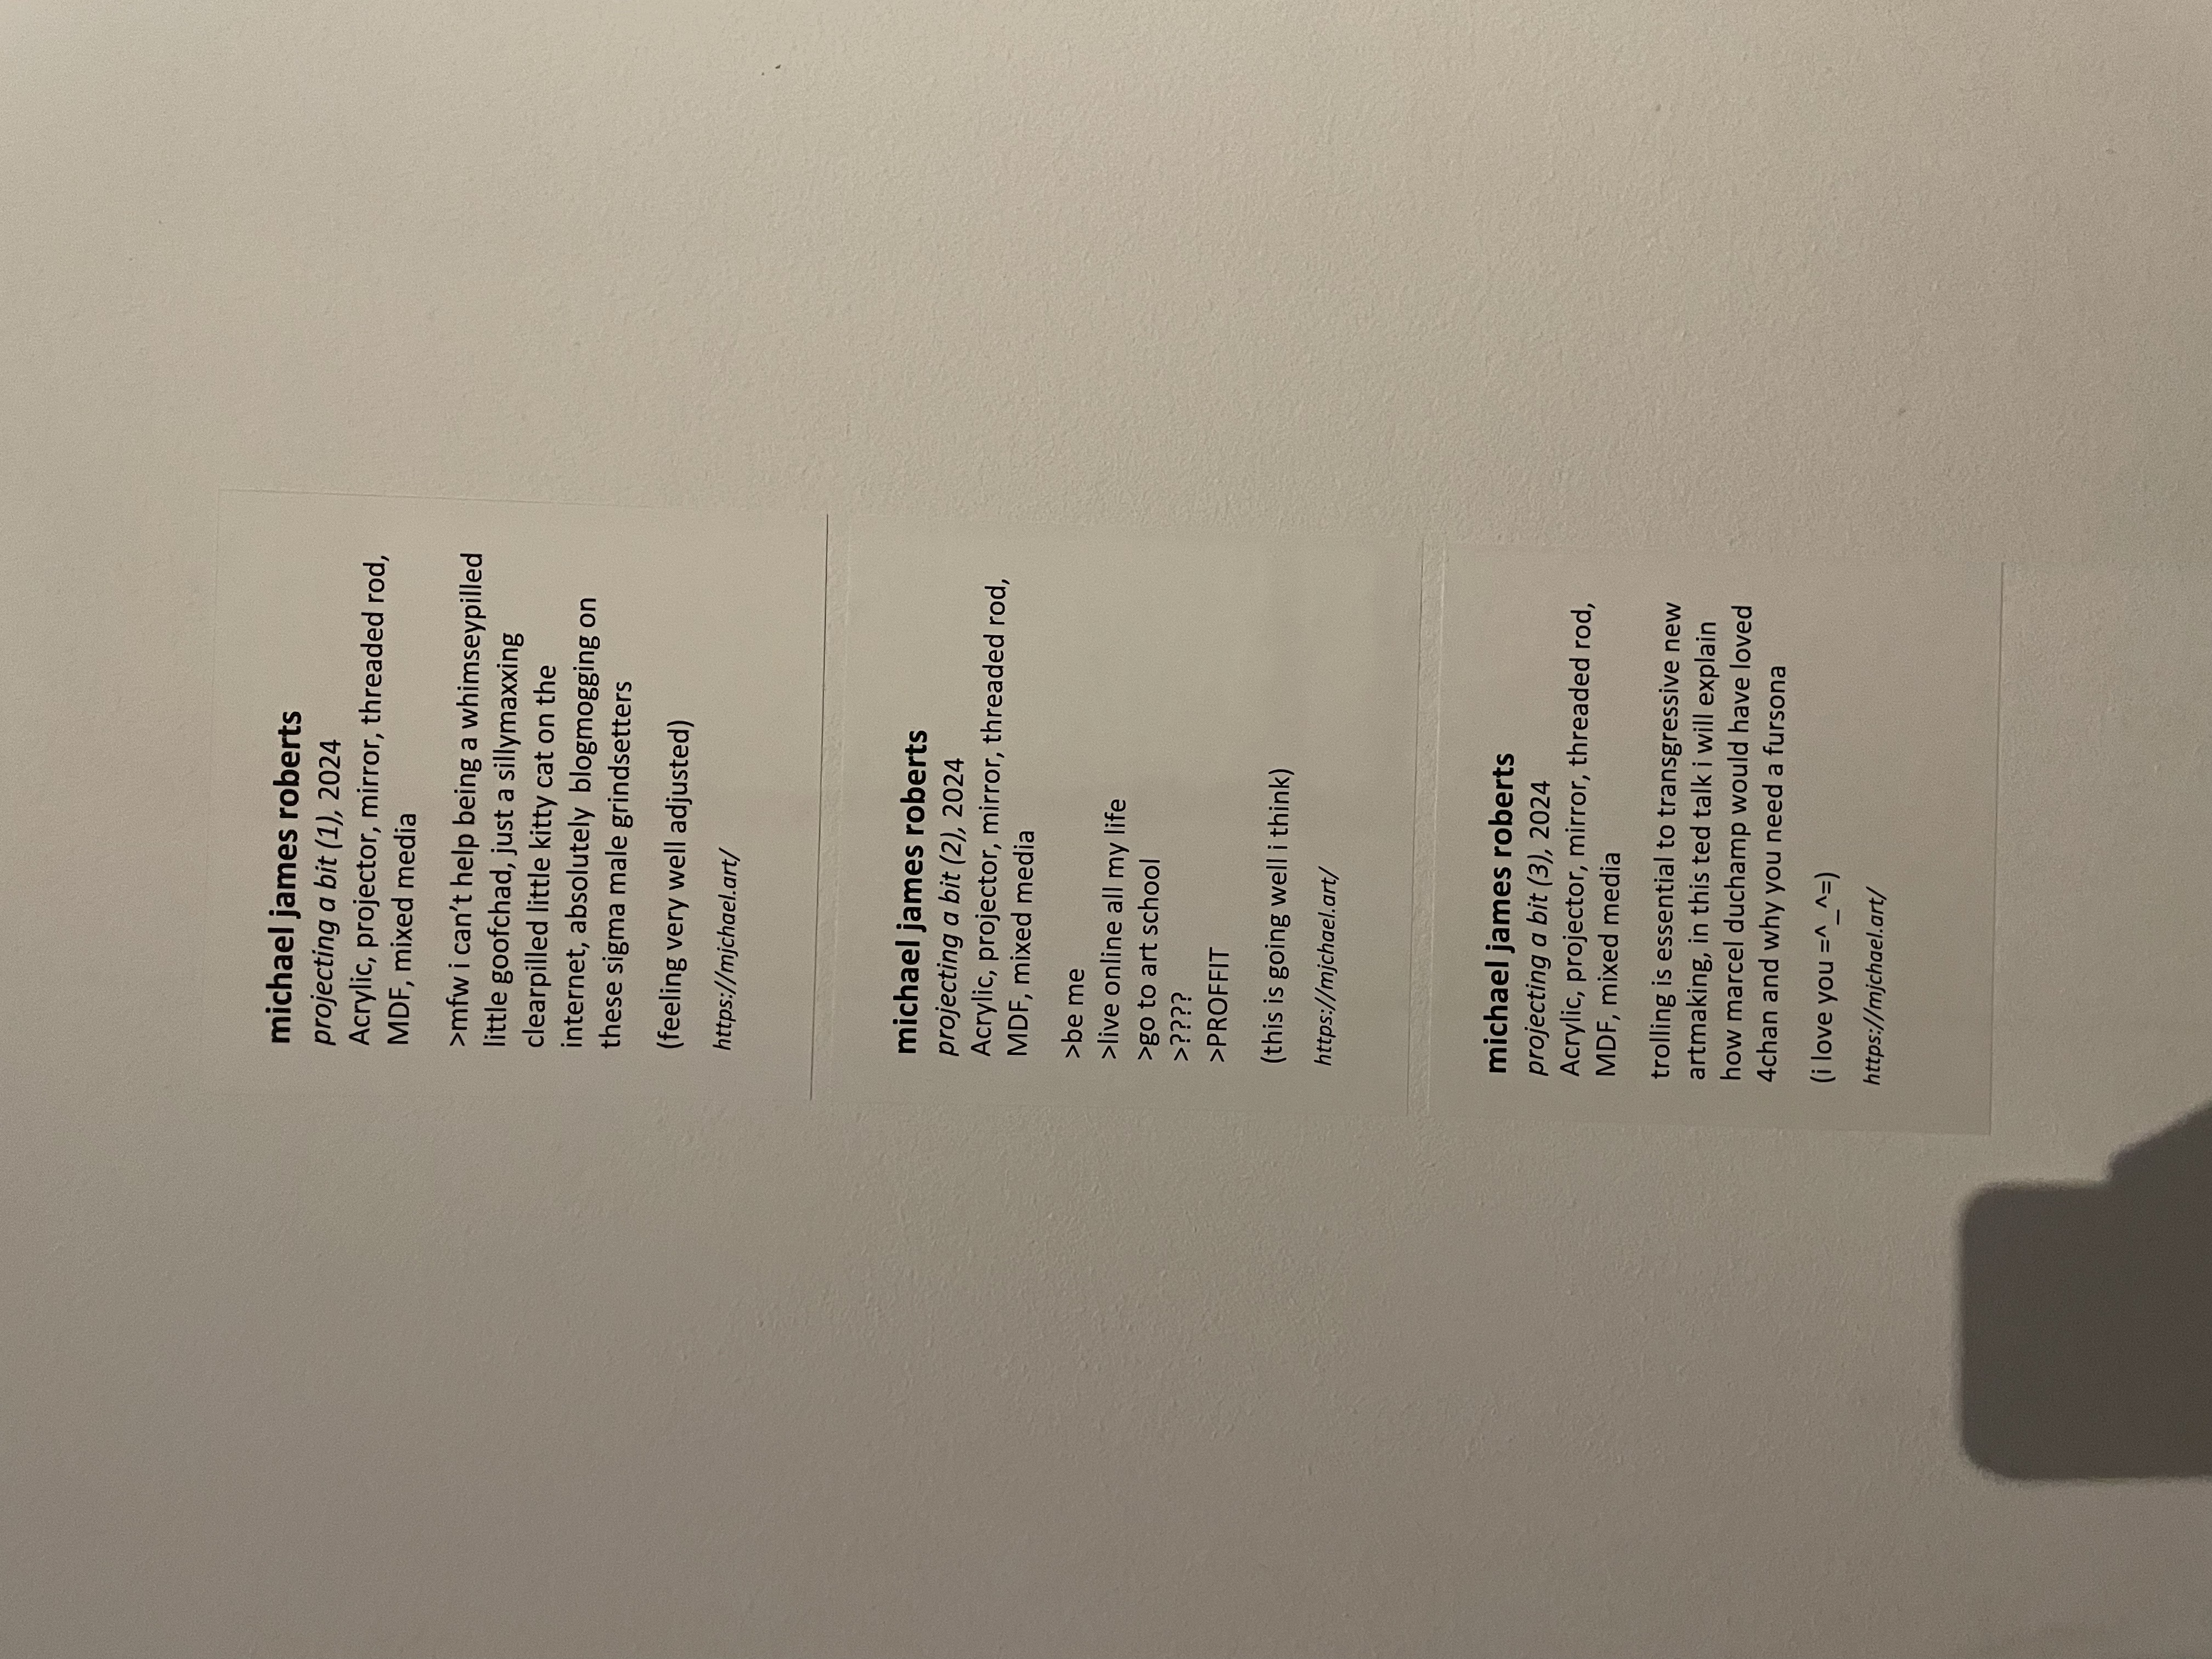 michael james roberts
projecting a bit (1), 2024
Acrylic, projector, mirror, threaded rod,
MDF, mixed media
>mfw i can’t help being a whimseypilled
little goofchad, just a sillymaxxing
clearpilled little kitty cat on the
internet, absolutely  blogmogging on
these sigma male grindsetters
(feeling very well adjusted)
https://mjchael.art/
michael james roberts
projecting a bit (2), 2024
Acrylic, projector, mirror, threaded rod,
MDF, mixed media
>be me
>live online all my life
>go to art school
>????
>PROFFIT
(this is going well i think)
https://mjchael.art/
michael james roberts
projecting a bit (3), 2024
Acrylic, projector, mirror, threaded rod,
MDF, mixed media
trolling is essential to transgressive new
artmaking, in this ted talk i will explain
how marcel duchamp would have loved
4chan and why you need a fursona
(i love you =^_^=)
https://mjchael.art/